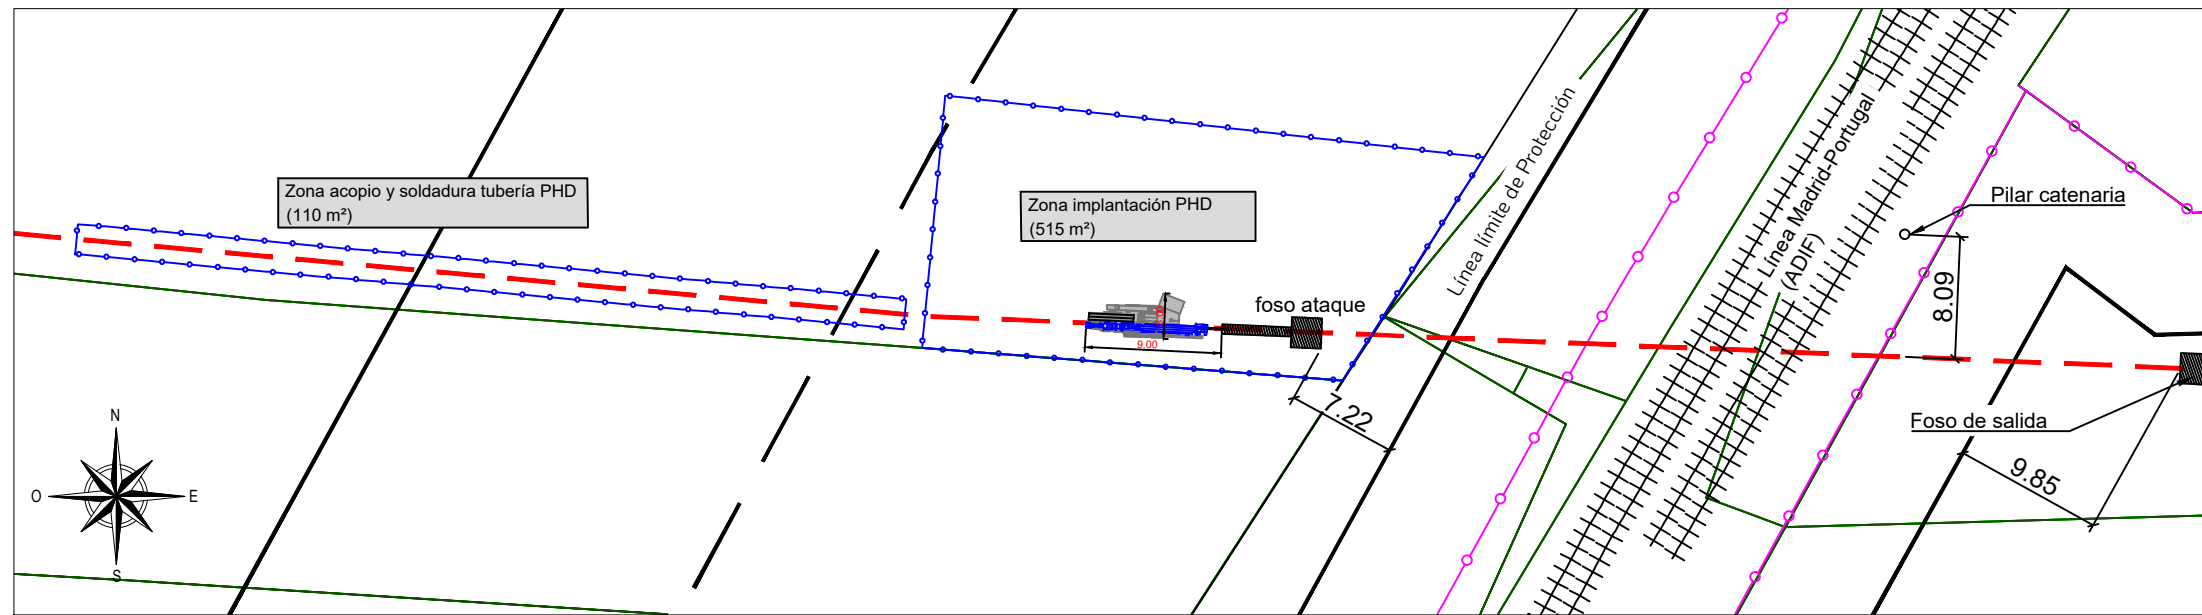 Zona acopio y soldadura tubería PHD
(110 m²)
Zona implantación PHD
(515 m²)
foso ataque
9.00
7.22
Línea límite de Protección
Línea Madrid-Portugal
(ADIF)
Pilar catenaria
8.09
Foso de salida
9.85
N
O
E
S